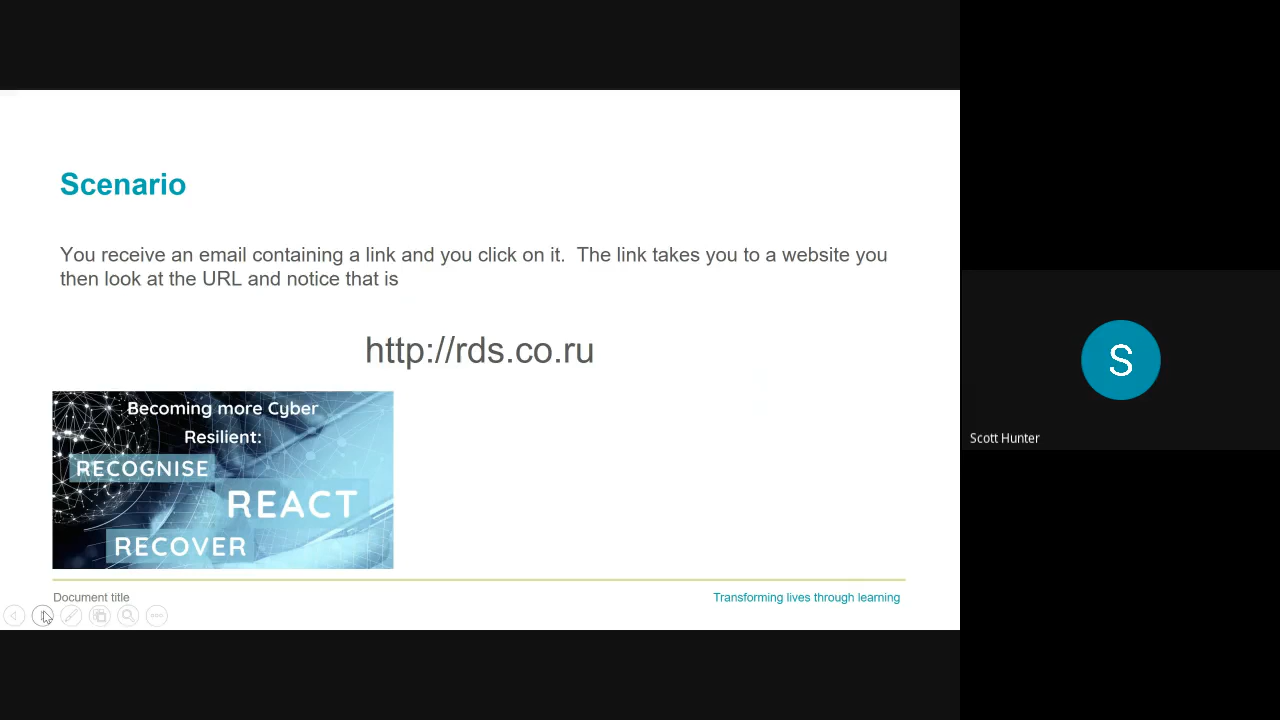 Scenario
You receive an email containing a link and you click on it.  The link takes you to a website you
then look at the URL and notice that is
http://rds.co.ru
Becoming more Cyber
Resilient:
RECOGNISE
REACT
RECOVER
Document title
Transforming lives through learning
S
Scott Hunter